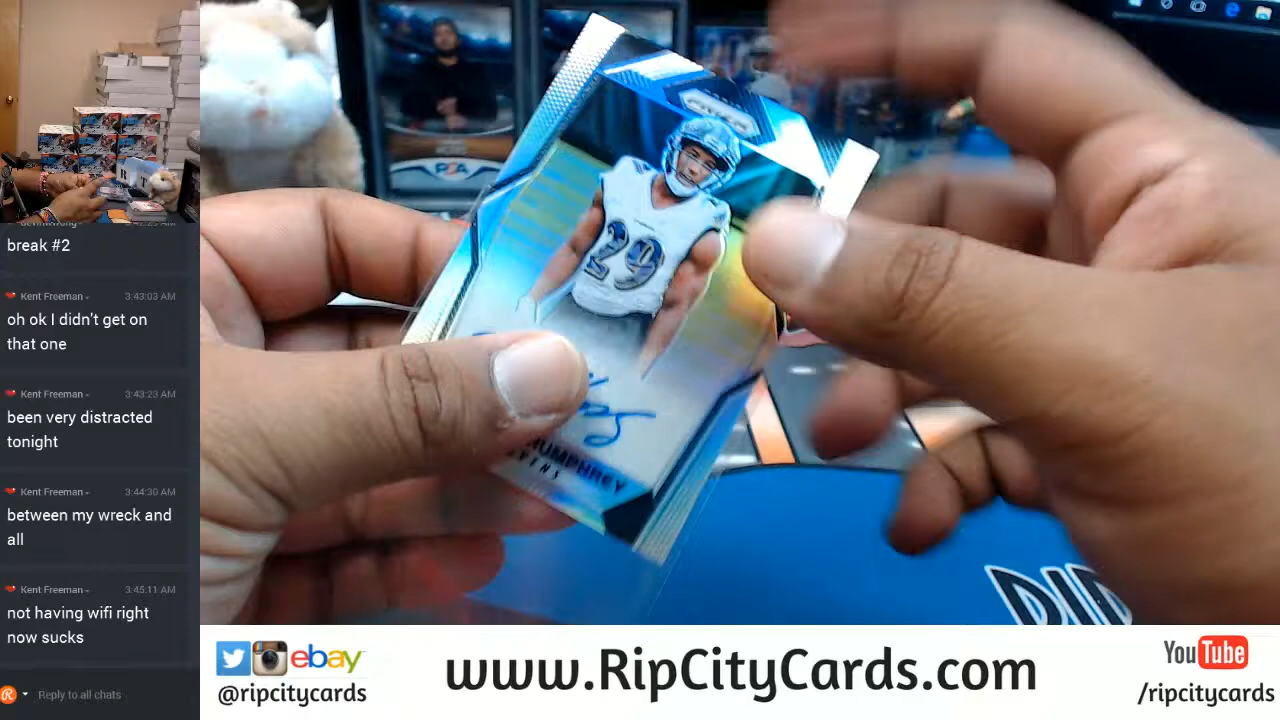 break #2
Kent Freeman
3:43:03 AM
oh ok I didn't get on
that one
Kent Freeman
3:43:23 AM
been very distracted
tonight
Kent Freeman
3:44:30 AM
between my wreck and
all
Kent Freeman
3:45:11 AM
not having wifi right
now sucks
Reply to all chats
PSA
29
ebay
@ripcitycards
www.RipCityCards.com
YouTube
/ripcitycards